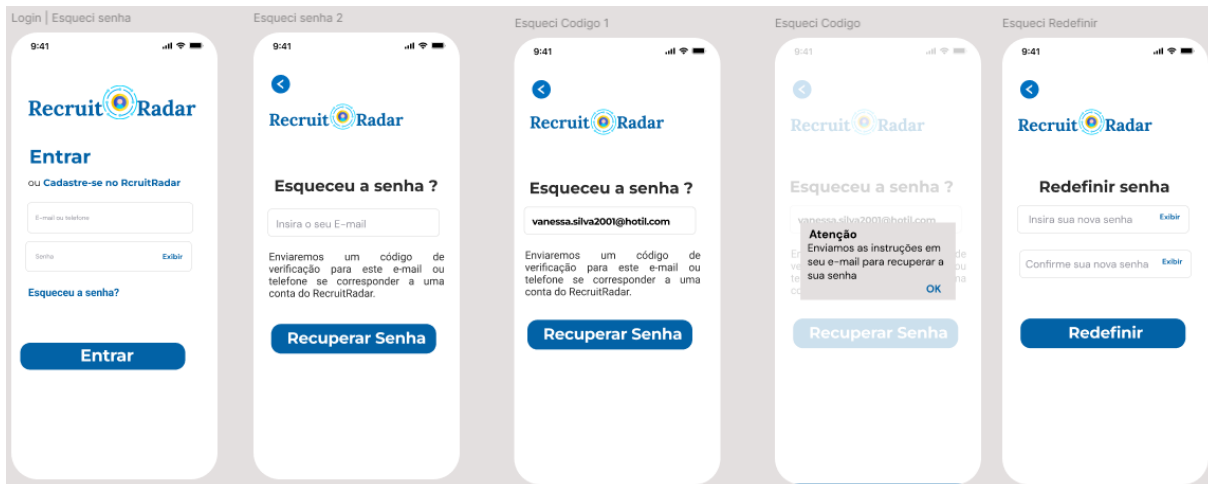 Login | Esqueci senha
9:41
Recruit Radar
Entrar
ou Cadastre-se no RcruitRadar
E-mail ou telefone
Senha
Exibir
Esqueceu a senha?
Entrar
Esqueci senha 2
9:41
Recruit Radar
Esqueceu a senha ?
Insira o seu E-mail
Enviaremos um código de
verificação para este e-mail ou
telefone se corresponder a uma
conta do RecruitRadar.
Recuperar Senha
Esqueci Codigo 1
9:41
Recruit Radar
Esqueceu a senha ?
vanessa.silva2001@hotil.com
Enviaremos um código de
verificação para este e-mail ou
telefone se corresponder a uma
conta do RecruitRadar.
Recuperar Senha
Esqueci Codigo
9:41
Recruit Radar
Esqueceu a senha ?
vanessa.silva2001@hotil.com
Atenção
Enviamos as instruções em
seu e-mail para recuperar a
sua senha
OK
Recuperar Senha
Esqueci Redefinir
9:41
Recruit Radar
Redefinir senha
Insira sua nova senha
Exibir
Confirme sua nova senha
Exibir
Redefinir